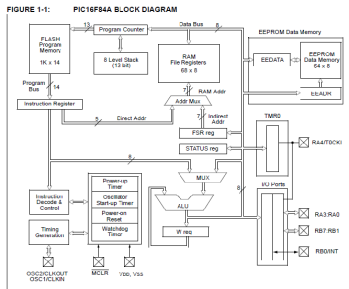 FIGURE 1-1: PIC16F84A BLOCK DIAGRAM
13
Data Bus
8
FLASH
Program
Memory
1K x 14
Program Counter
8 Level Stack
(13 bit)
RAM
File Registers
68 x 8
EEPROM Data Memory
EEDATA
EEPROM
Data Memory
64 x 8
EEADR
Program
Bus
14
Instruction Register
7
RAM Addr
Addr Mux
5
Direct Addr
7
Indirect
Addr
FSR reg
STATUS reg
TMR0
RA4/T0CKI
8
8
MUX
I/O Ports
Power-up
Timer
Oscillator
Start-up Timer
Power-on
Reset
Watchdog
Timer
Instruction
Decode &
Control
Timing
Generation
ALU
W reg
RA3:RA0
RB7:RB1
RB0/INT
OSC2/CLKOUT
OSC1/CLKIN
MCLR
VDD, VSS